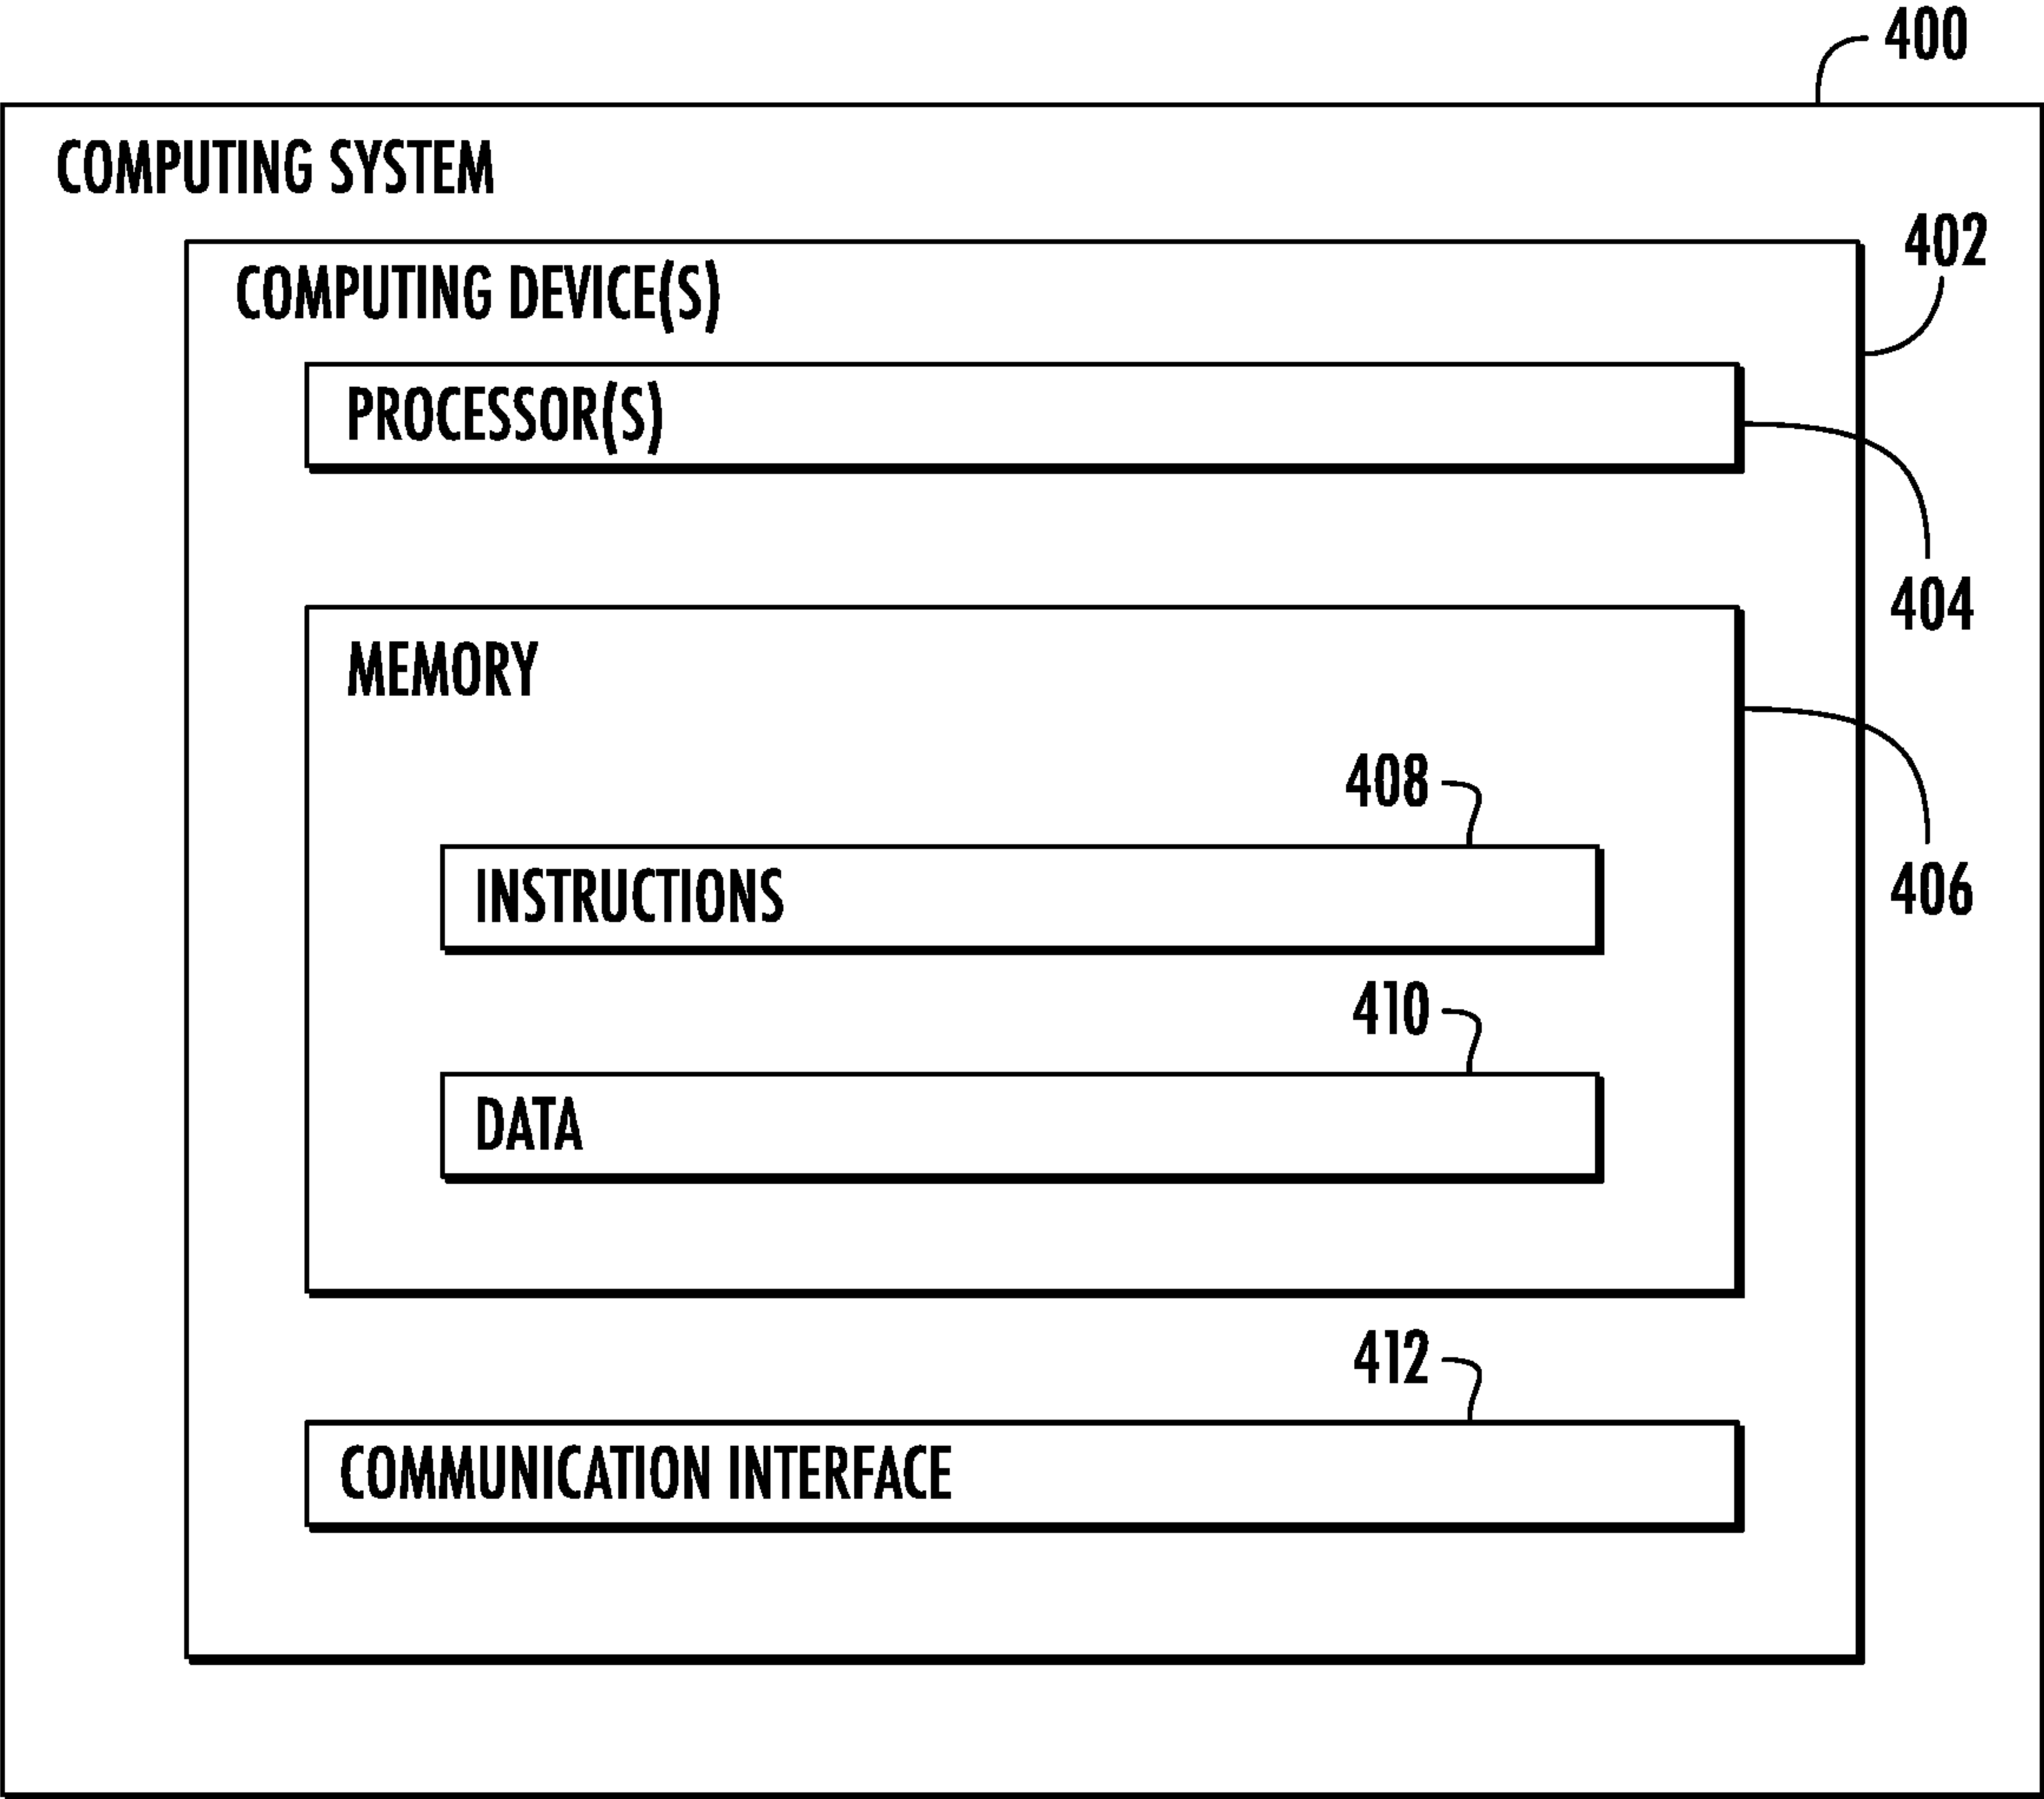 400
COMPUTING SYSTEM
402
COMPUTING DEVICE(S)
PROCESSOR(S)
404
MEMORY
408
INSTRUCTIONS
406
410
DATA
412
COMMUNICATION INTERFACE